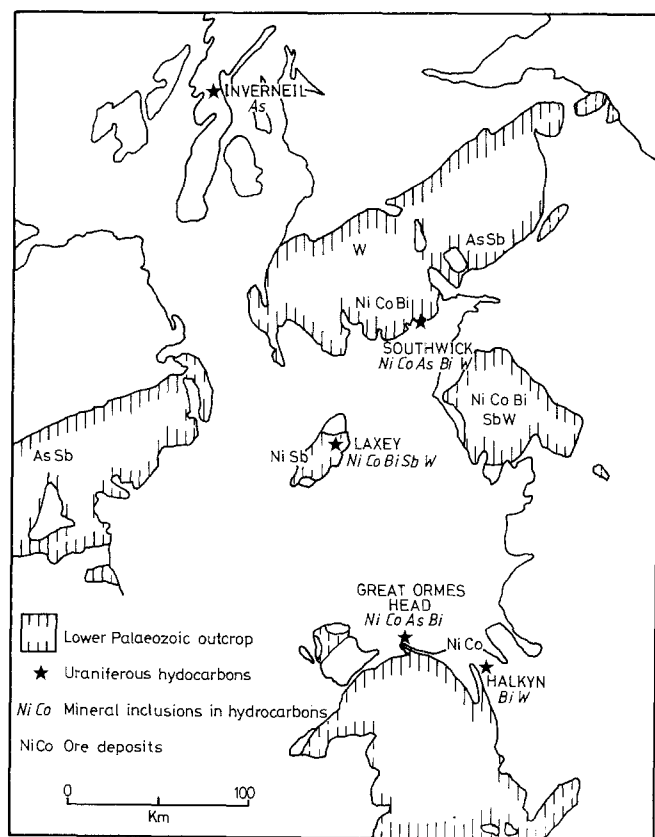 INVERNEIL
As
W
As Sb
Ni Co Bi
SOUTHWICK
Ni Co As Bi W
Ni Co Bi
Sb W
As Sb
Ni Sb
LAXEY
Ni Co Bi Sb W
GREAT ORMES
HEAD
Ni Co As Bi
Ni Co
HALKYN
Bi W
Lower Palaeozoic outcrop
Uraniferous hydocarbons
Ni Co Mineral inclusions in hydrocarbons
NiCo Ore deposits
0 100
Km